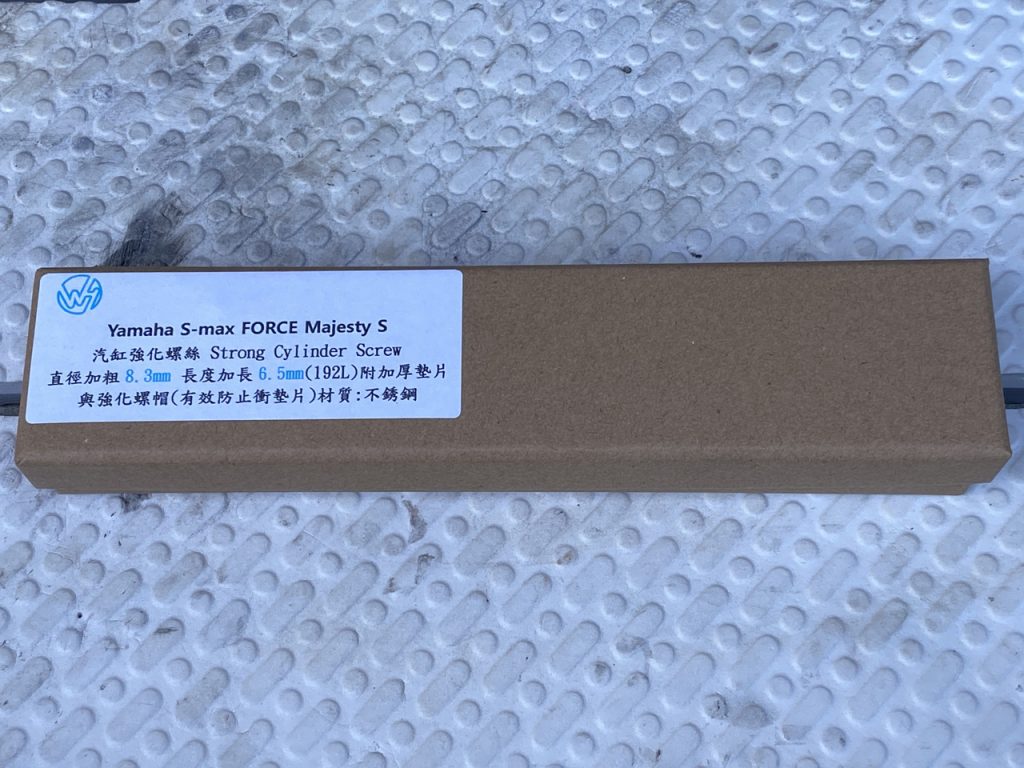 Yamaha S-max FORCE Majesty S
汽缸強化螺絲 Strong Cylinder Screw
直徑加粗 8.3mm 長度加長 6.5mm(192L)附加厚墊片
與強化螺帽(有效防止衝墊片)材質:不銹鋼